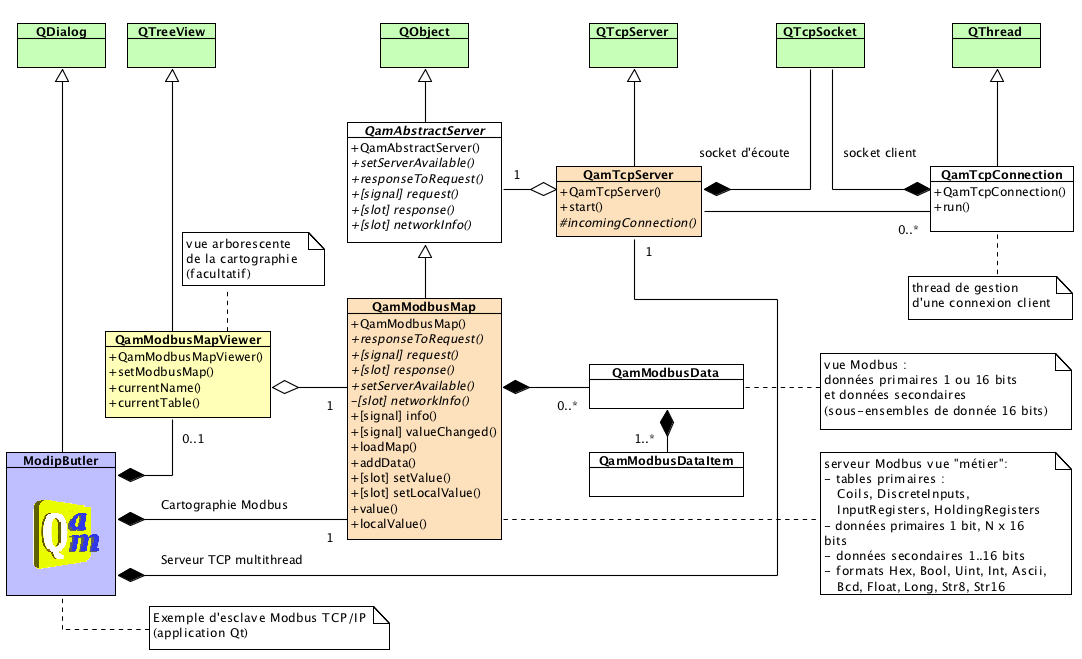 QDialog
QTreeView
QObject
QTcpServer
QTcpSocket
QThread
QamAbstractServer
+QamAbstractServer()
+setServerAvailable()
+responseToRequest()
+[signal] request()
+[slot] response()
+[slot] networkInfo()
1
QamTcpServer
+QamTcpServer()
+start()
#incomingConnection()
socket d'écoute
socket client
QamTcpConnection
+QamTcpConnection()
+run()
0..*
1
thread de gestion
d'une connexion client
vue arborescente
de la cartographie
(facultatif)
QamModbusMapViewer
+QamModbusMapViewer()
+setModbusMap()
+currentName()
+currentTable()
1
0..1
QamModbusMap
+QamModbusMap()
+responseToRequest()
+[signal] request()
+[slot] response()
+setServerAvailable()
-[slot] networkInfo()
+[signal] info()
+[signal] valueChanged()
+loadMap()
+addData()
+[slot] setValue()
+[slot] setLocalValue()
+value()
+localValue()
QamModbusData
0..*
1..*
QamModbusDataItem
vue Modbus :
données primaires 1 ou 16 bits
et données secondaires
(sous-ensembles de donnée 16 bits)
serveur Modbus vue "métier":
- tables primaires :
Coils, DiscreteInputs,
InputRegisters, HoldingRegisters
- données primaires 1 bit, N x 16
bits
- données secondaires 1..16 bits
- formats Hex, Bool, Uint, Int, Ascii,
Bcd, Float, Long, Str8, Str16
ModipButler
Qam
Cartographie Modbus
1
Serveur TCP multithread
Exemple d'esclave Modbus TCP/IP
(application Qt)